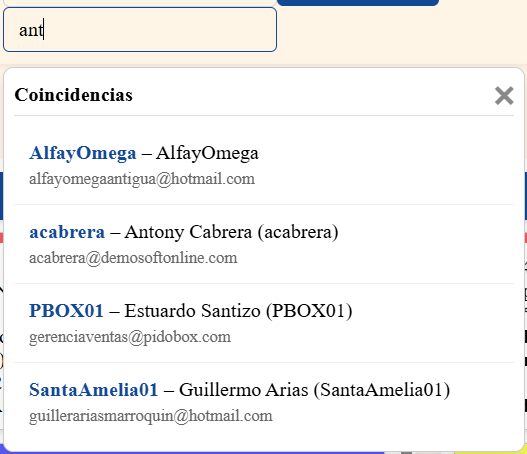 ant
Coincidencias
AlfayOmega – AlfayOmega
alfayomegaantigua@hotmail.com
acabrera – Antony Cabrera (acabrera)
acabrera@demosoftonline.com
PBOX01 – Estuardo Santizo (PBOX01)
gerenciaventas@pidobox.com
SantaAmelia01 – Guillermo Arias (SantaAmelia01)
guillerariasmarroquin@hotmail.com